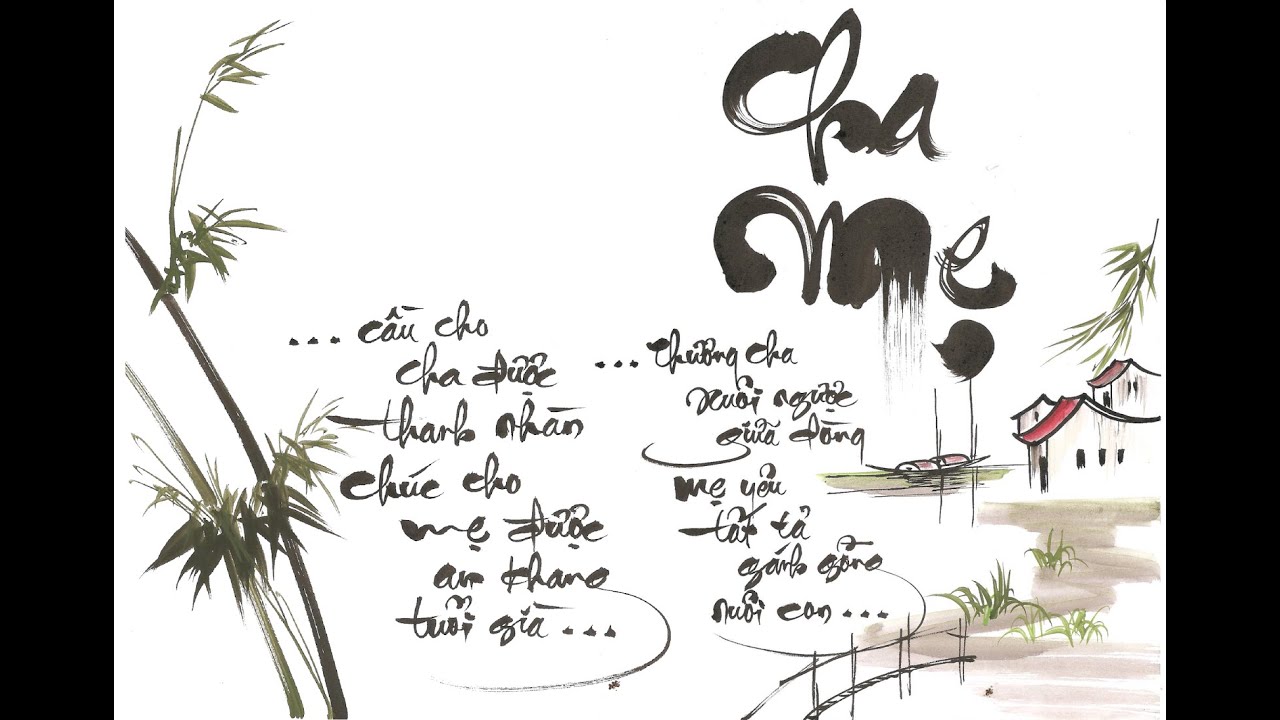 Cha
Mẹ
... cầu cho
cha được
thanh nhàn
chúc cho
mẹ được
an khang
tuổi già ...
... thương cha
xuôi ngược
giữa dòng
mẹ yêu
tất tả
gánh gồng
nuôi con ...